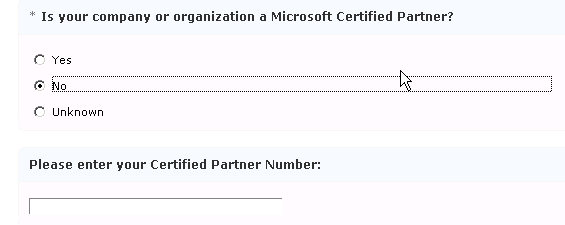 * Is your company or organization a Microsoft Certified Partner?
Yes
No
Unknown
Please enter your Certified Partner Number: